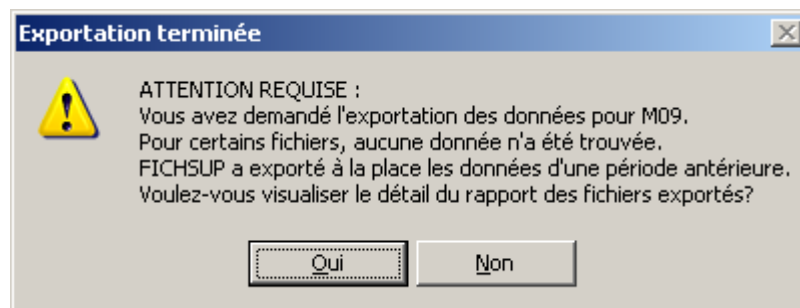 Exportation terminée
ATTENTION REQUISE :
Vous avez demandé l'exportation des données pour M09.
Pour certains fichiers, aucune donnée n'a été trouvée.
FICHSUP a exporté à la place les données d'une période antérieure.
Voulez-vous visualiser le détail du rapport des fichiers exportés?
Oui Non